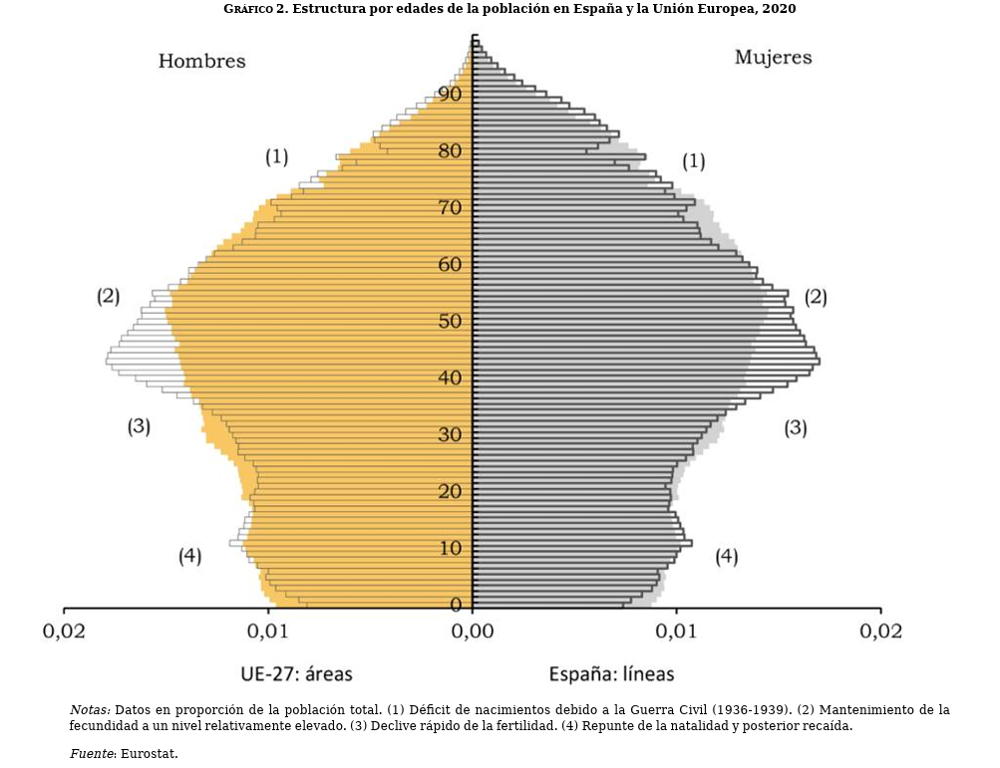 GRÁFICO 2. Estructura por edades de la población en España y la Unión Europea, 2020
Hombres
Mujeres
90
(1)
80
(1)
70
60
(2)
(2)
50
40
(3)
30
(3)
20
(4)
10
(4)
0
0,02
0,01
0,00
0,01
0,02
UE-27: áreas
España: líneas
Notas: Datos en proporción de la población total. (1) Déficit de nacimientos debido a la Guerra Civil (1936-1939). (2) Mantenimiento de la
fecundidad a un nivel relativamente elevado. (3) Declive rápido de la fertilidad. (4) Repunte de la natalidad y posterior recaída.
Fuente: Eurostat.